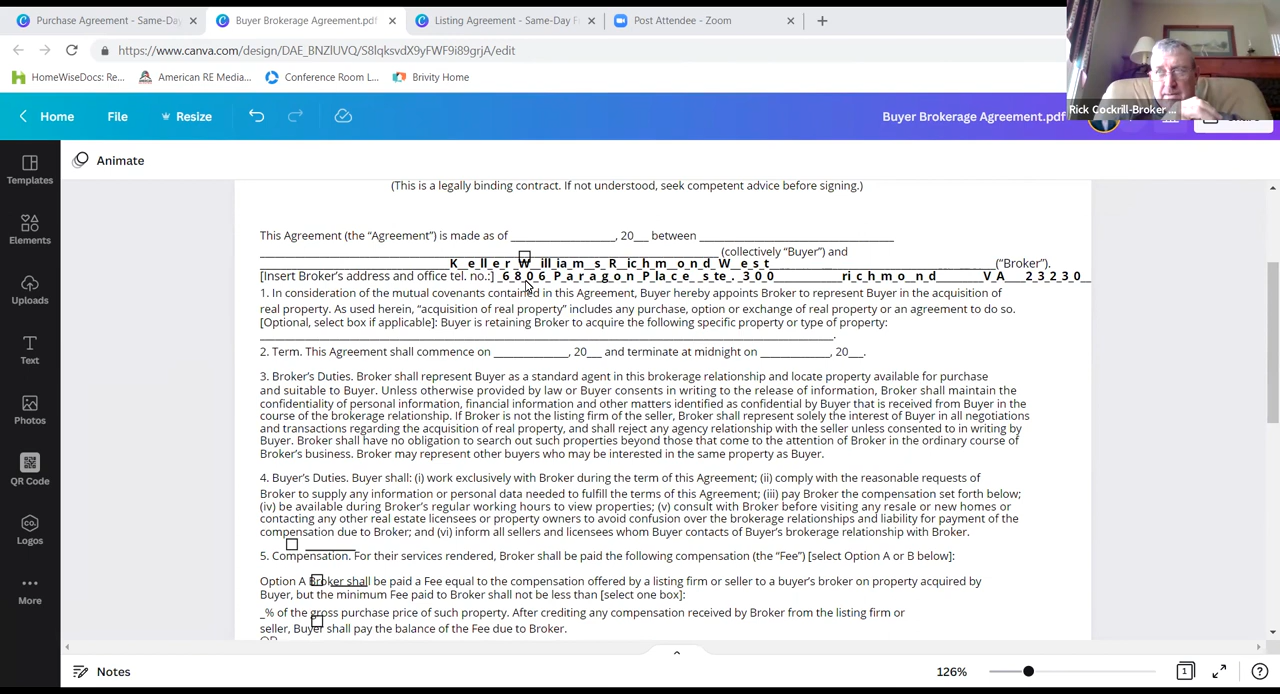 Purchase Agreement - Same-Day
Buyer Brokerage Agreement.pdf
Listing Agreement - Same-Day F
Post Attendee - Zoom
https://www.canva.com/design/DAE_BNZlUVQ/S8lqksvdX9yFWF9i89grjA/edit
HomeWiseDocs: Re...
American RE Media...
Conference Room L...
Brivity Home
Rick Cockrill-Broker ...
Home
File
Resize
Buyer Brokerage Agreement.pdf
Animate
Templates
Elements
Uploads
Text
Photos
QR Code
Logos
More
(This is a legally binding contract. If not understood, seek competent advice before signing.)
This Agreement (the “Agreement”) is made as of _________________, 20___ between ________________________________
(collectively “Buyer”) and
K_eller W_illiam_s_R_ichm_ond_W_est ("Broker").
[Insert Broker's address and office tel. no.:] _6_8_0_6_P_a_r_a_g_o_n_P_l_a_c_e_ s_te_. _3_0_0__________r_i_c_h_m_o_n_d_______V_A___2_3_2_3_0__
1. In consideration of the mutual covenants contained in this Agreement, Buyer hereby appoints Broker to represent Buyer in the acquisition of
real property. As used herein, “acquisition of real property” includes any purchase, option or exchange of real property or an agreement to do so.
[Optional, select box if applicable]: Buyer is retaining Broker to acquire the following specific property or type of property:
______________________________________________________________________________________________.
2. Term. This Agreement shall commence on ____________, 20___ and terminate at midnight on ___________, 20___.
3. Broker’s Duties. Broker shall represent Buyer as a standard agent in this brokerage relationship and locate property available for purchase
and suitable to Buyer. Unless otherwise provided by law or Buyer consents in writing to the release of information, Broker shall maintain the
confidentiality of personal information, financial information and other matters identified as confidential by Buyer that is received from Buyer in the
course of the brokerage relationship. If Broker is not the listing firm of the seller, Broker shall represent solely the interest of Buyer in all negotiations
and transactions regarding the acquisition of real property, and shall reject any agency relationship with the seller unless consented to in writing by
Buyer. Broker shall have no obligation to search out such properties beyond those that come to the attention of Broker in the ordinary course of
Broker’s business. Broker may represent other buyers who may be interested in the same property as Buyer.
4. Buyer’s Duties. Buyer shall: (i) work exclusively with Broker during the term of this Agreement; (ii) comply with the reasonable requests of
Broker to supply any information or personal data needed to fulfill the terms of this Agreement; (iii) pay Broker the compensation set forth below;
(iv) be available during Broker’s regular working hours to view properties; (v) consult with Broker before visiting any resale or new homes or
contacting any other real estate licensees or property owners to avoid confusion over the brokerage relationships and liability for payment of the
compensation due to Broker; and (vi) inform all sellers and licensees whom Buyer contacts of Buyer’s brokerage relationship with Broker.
5. Compensation. For their services rendered, Broker shall be paid the following compensation (the “Fee”) [select Option A or B below]:
Option A Broker shall be paid a Fee equal to the compensation offered by a listing firm or seller to a buyer’s broker on property acquired by
Buyer, but the minimum Fee paid to Broker shall not be less than [select one box]:
_% of the gross purchase price of such property. After crediting any compensation received by Broker from the listing firm or
seller, Buyer shall pay the balance of the Fee due to Broker.
Notes
126%
1